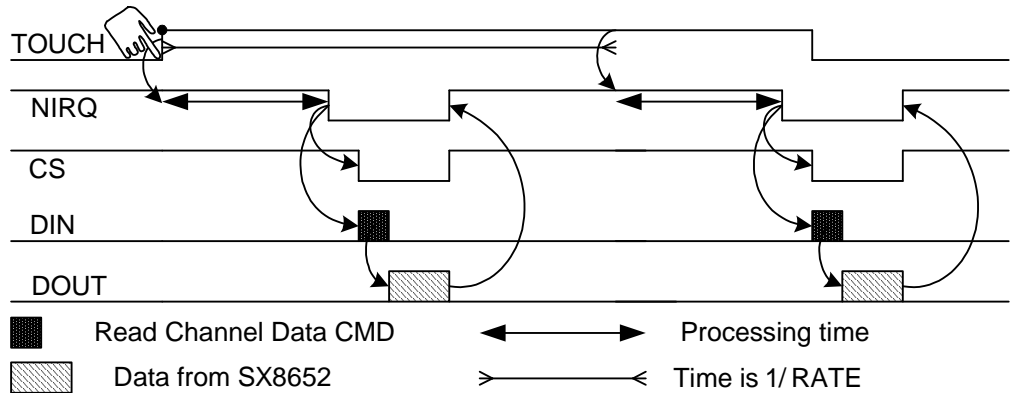 TOUCH
NIRQ
CS
DIN
DOUT
Read Channel Data CMD
Processing time
Data from SX8652
Time is 1/ RATE